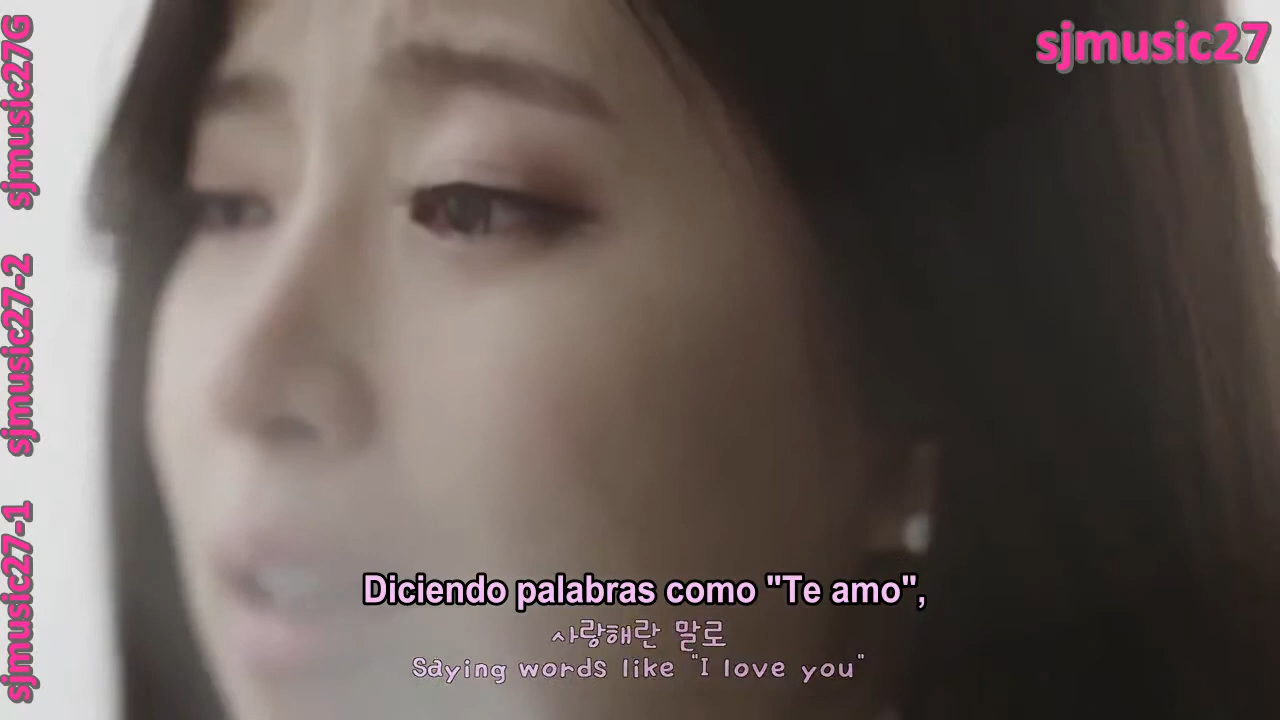 sjmusic27
sjmusic27G
sjmusic27-2
sjmusic27-1
Diciendo palabras como "Te amo",
사랑해란 말로
Saying words like "I love you"